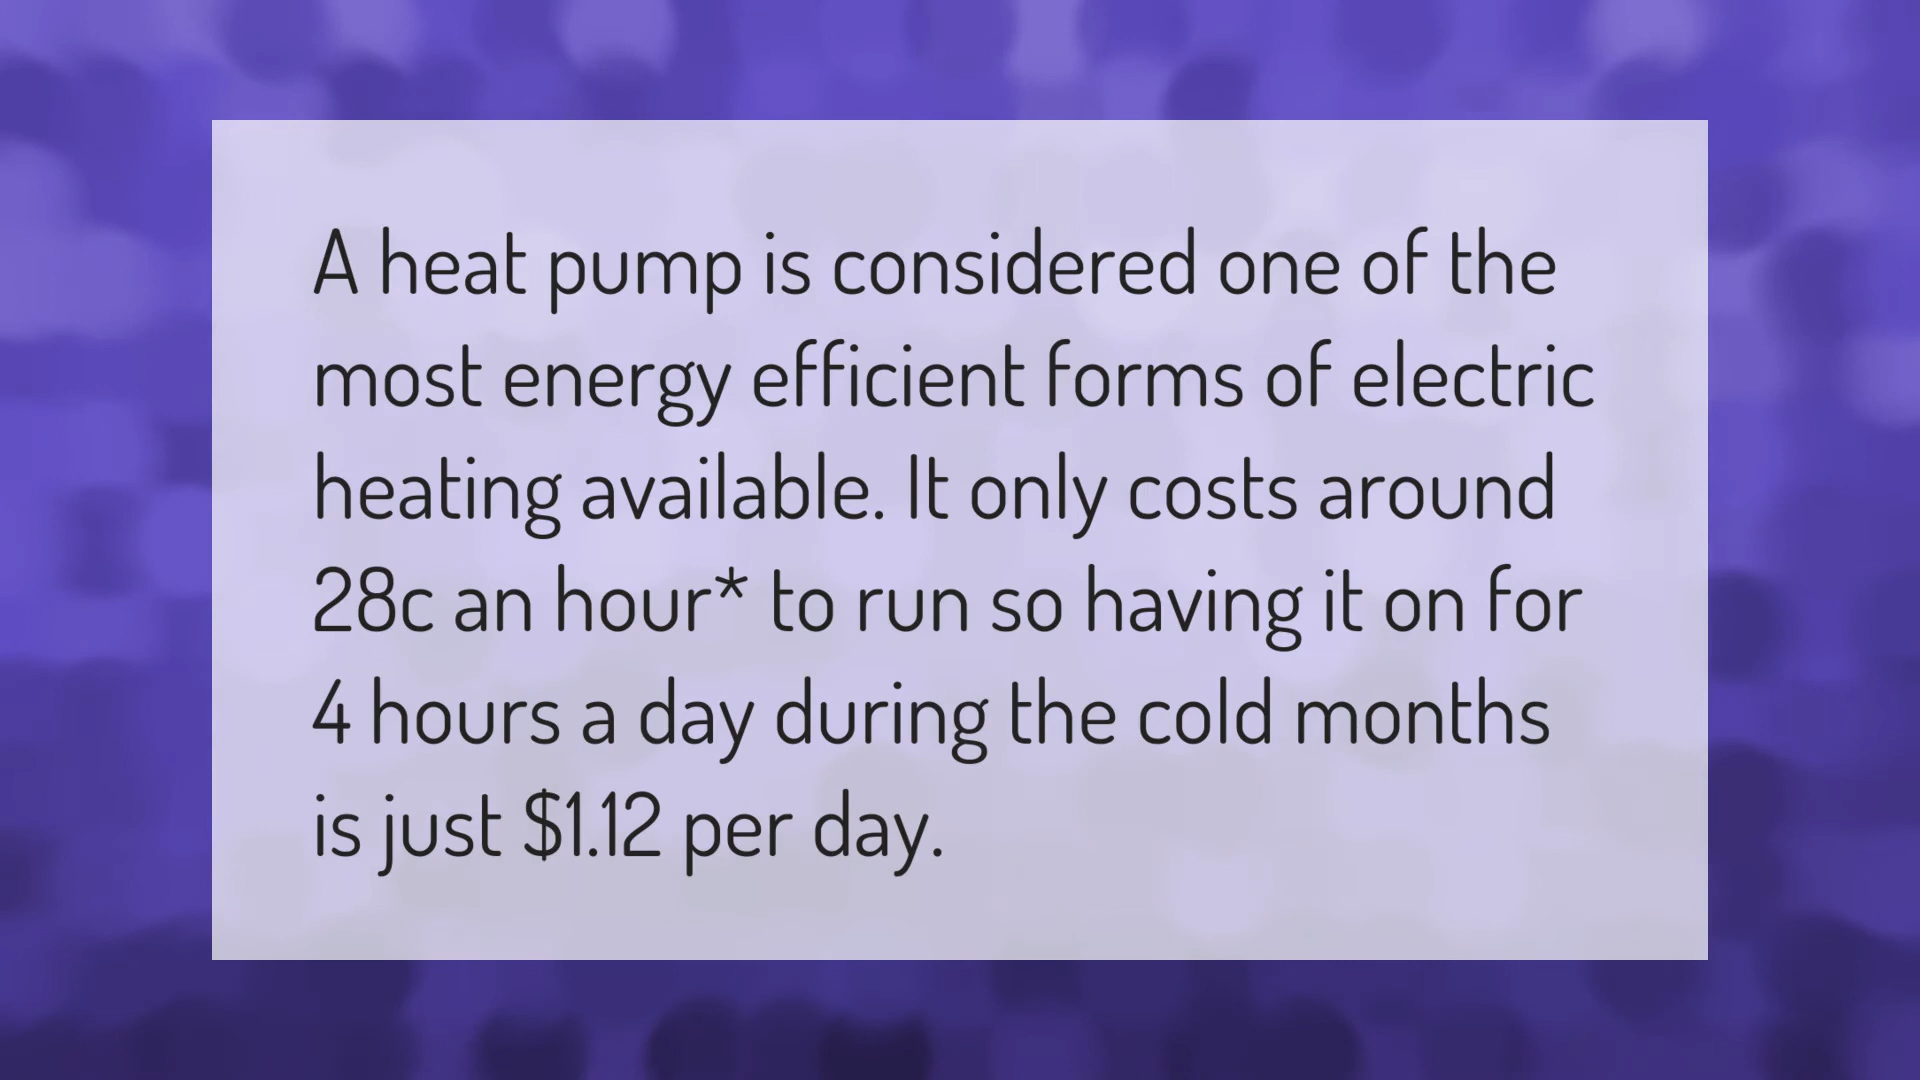 A heat pump is considered one of the
most energy efficient forms of electric
heating available. It only costs around
28c an hour* to run so having it on for
4 hours a day during the cold months
is just $1.12 per day.